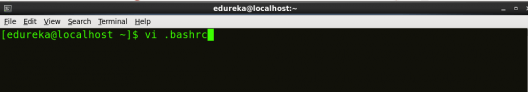 edureka@localhost:~
File Edit View Search Terminal Help
[edureka@localhost ~]$ vi .bashrc